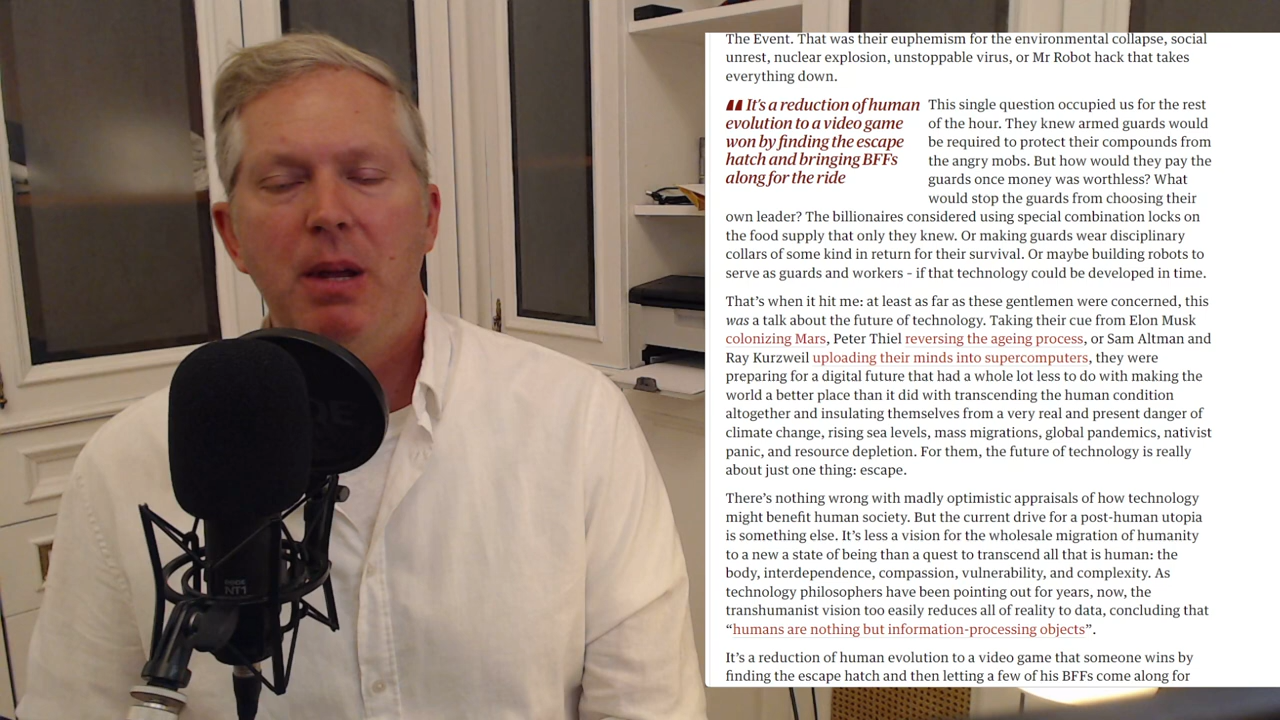 The Event. That was their euphemism for the environmental collapse, social
unrest, nuclear explosion, unstoppable virus, or Mr Robot hack that takes
everything down.
It's a reduction of human
evolution to a video game
won by finding the escape
hatch and bringing BFFs
along for the ride
This single question occupied us for the rest
of the hour. They knew armed guards would
be required to protect their compounds from
the angry mobs. But how would they pay the
guards once money was worthless? What
would stop the guards from choosing their
own leader? The billionaires considered using special combination locks on
the food supply that only they knew. Or making guards wear disciplinary
collars of some kind in return for their survival. Or maybe building robots to
serve as guards and workers – if that technology could be developed in time.
That's when it hit me: at least as far as these gentlemen were concerned, this
was a talk about the future of technology. Taking their cue from Elon Musk
colonizing Mars, Peter Thiel reversing the ageing process, or Sam Altman and
Ray Kurzweil uploading their minds into supercomputers, they were
preparing for a digital future that had a whole lot less to do with making the
world a better place than it did with transcending the human condition
altogether and insulating themselves from a very real and present danger of
climate change, rising sea levels, mass migrations, global pandemics, nativist
panic, and resource depletion. For them, the future of technology is really
about just one thing: escape.
There's nothing wrong with madly optimistic appraisals of how technology
might benefit human society. But the current drive for a post-human utopia
is something else. It's less a vision for the wholesale migration of humanity
to a new a state of being than a quest to transcend all that is human: the
body, interdependence, compassion, vulnerability, and complexity. As
technology philosophers have been pointing out for years, now, the
transhumanist vision too easily reduces all of reality to data, concluding that
“humans are nothing but information-processing objects”.
It's a reduction of human evolution to a video game that someone wins by
finding the escape hatch and then letting a few of his BFFs come along for
RØDE
NT1